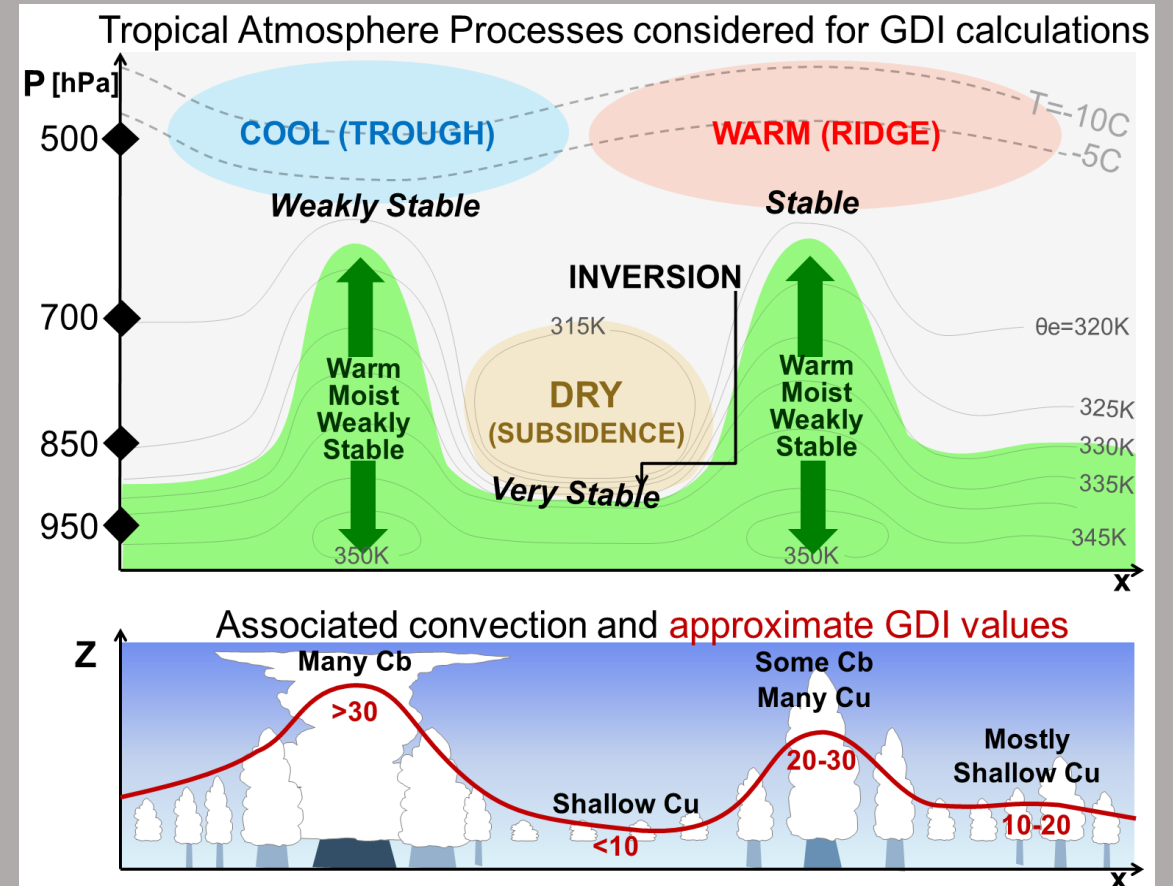 Tropical Atmosphere Processes considered for GDI calculations
P [hPa]
500
700
850
950
COOL (TROUGH)
WARM (RIDGE)
T=-10C
-5C
Weakly Stable
Stable
INVERSION
315K
θe=320K
DRY
(SUBSIDENCE)
Warm
Moist
Weakly
Stable
Warm
Moist
Weakly
Stable
325K
330K
335K
345K
Very Stable
350K
350K
x
Associated convection and approximate GDI values
Z
Many Cb
>30
Some Cb
Many Cu
20-30
Mostly
Shallow Cu
10-20
Shallow Cu
<10
x